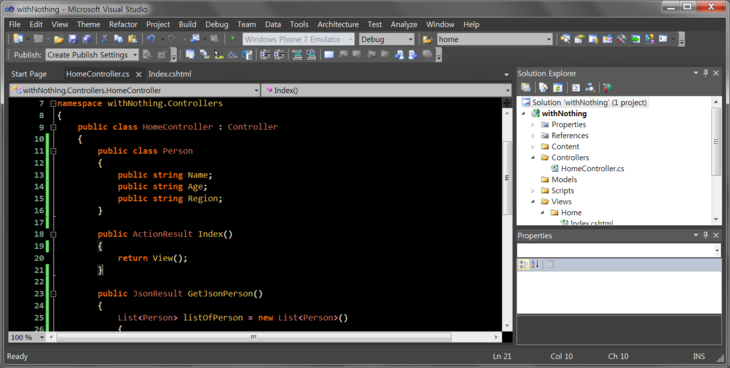 withNothing - Microsoft Visual Studio
File Edit View Theme Refactor Project Build Debug Team Data Tools Architecture Test Analyze Window Help
Windows Phone 7 Emulator Debug home
Publish: Create Publish Settings
Start Page HomeController.cs Index.cshtml
withNothing.Controllers.HomeController Index()
7 namespace withNothing.Controllers
8 {
9 public class HomeController : Controller
10 {
11 public class Person
12 {
13 public string Name;
14 public string Age;
15 public string Region;
16 }
17
18 public ActionResult Index()
19 {
20 return View();
21 }
22
23 public JsonResult GetJsonPerson()
24 {
25 List<Person> listOfPerson = new List<Person>()
26 {
100 %
Solution Explorer
Solution 'withNothing' (1 project)
withNothing
Properties
References
Content
Controllers
HomeController.cs
Models
Scripts
Views
Home
Index.cshtml
Properties
Ready Ln 21 Col 10 Ch 10 INS